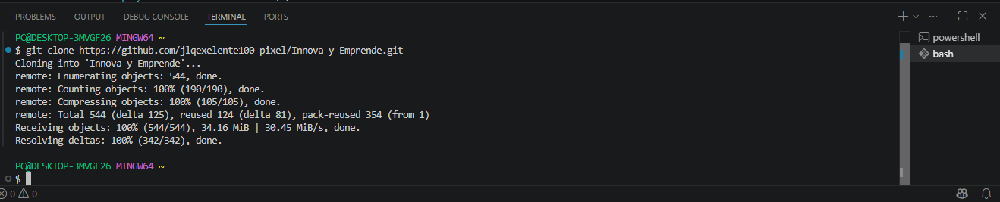 PROBLEMS OUTPUT DEBUG CONSOLE TERMINAL PORTS
PC@DESKTOP-3MVGF26 MINGW64 ~
$ git clone https://github.com/jlqexelente100-pixel/Innova-y-Emprende.git
Cloning into 'Innova-y-Emprende'...
remote: Enumerating objects: 544, done.
remote: Counting objects: 100% (190/190), done.
remote: Compressing objects: 100% (105/105), done.
remote: Total 544 (delta 125), reused 124 (delta 81), pack-reused 354 (from 1)
Receiving objects: 100% (544/544), 34.16 MiB | 30.45 MiB/s, done.
Resolving deltas: 100% (342/342), done.
PC@DESKTOP-3MVGF26 MINGW64 ~
$
powershell
bash
0 0